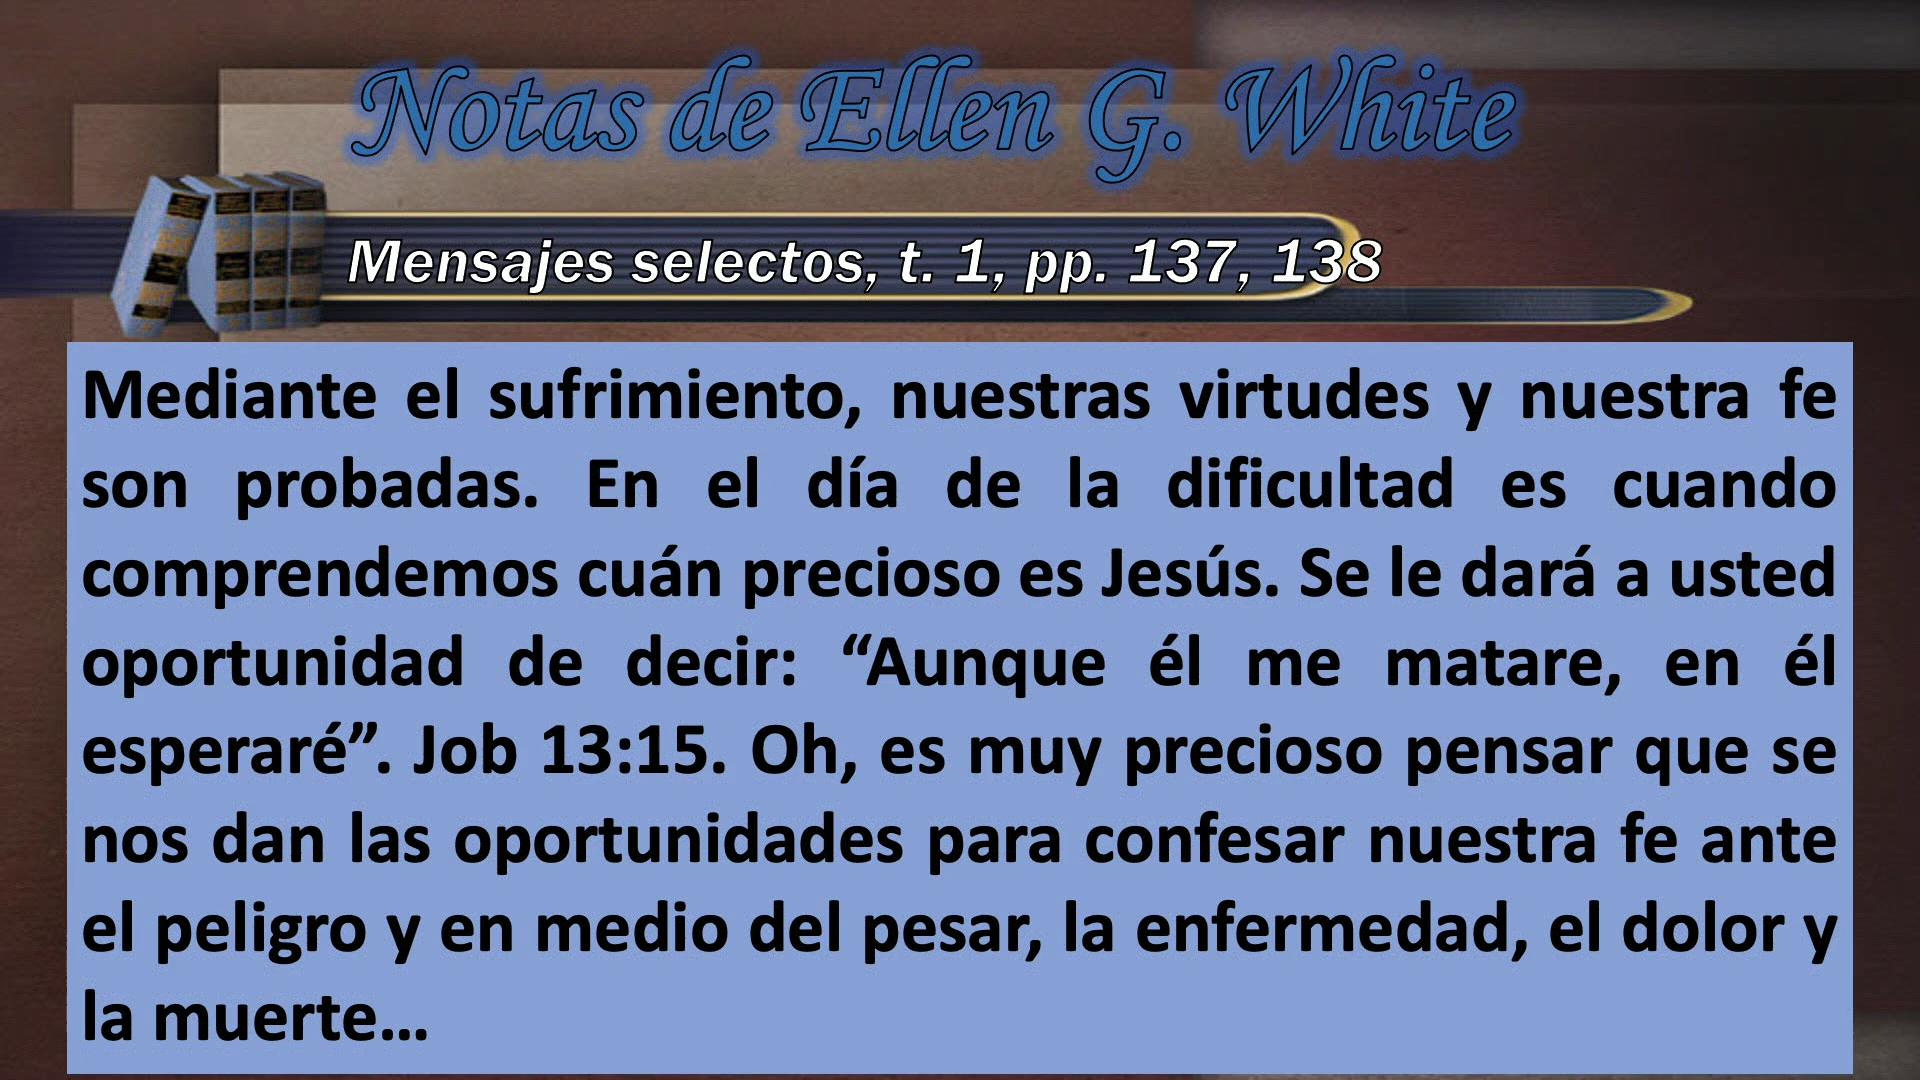 Notas de Ellen G. White
Mensajes selectos, t. 1, pp. 137, 138
Mediante el sufrimiento, nuestras virtudes y nuestra fe
son probadas. En el día de la dificultad es cuando
comprendemos cuán precioso es Jesús. Se le dará a usted
oportunidad de decir: “Aunque él me matare, en él
esperaré”. Job 13:15. Oh, es muy precioso pensar que se
nos dan las oportunidades para confesar nuestra fe ante
el peligro y en medio del pesar, la enfermedad, el dolor y
la muerte…